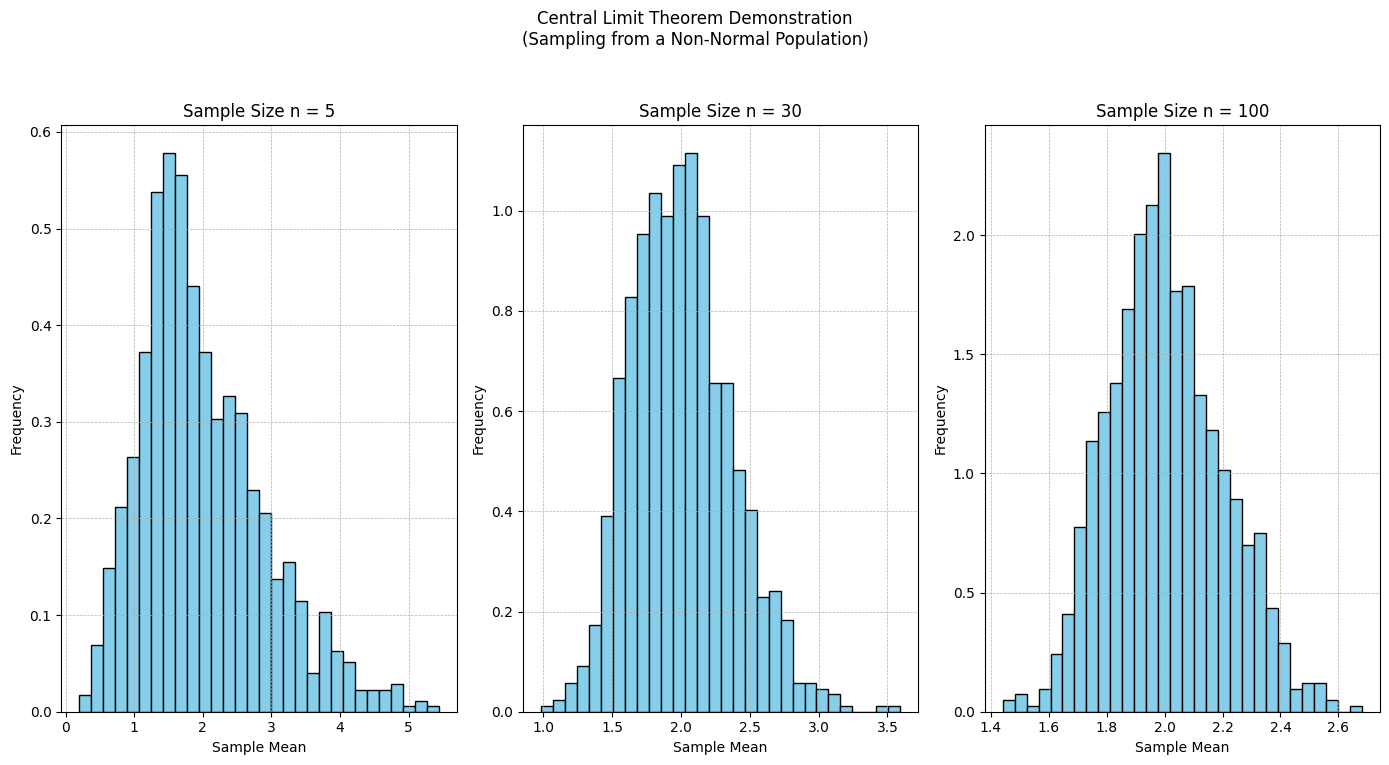 Central Limit Theorem Demonstration
(Sampling from a Non-Normal Population)
Sample Size n = 5
0.6
0.5
0.4
0.3
0.2
0.1
0.0
Frequency
0 1 2 3 4 5
Sample Mean
Sample Size n = 30
1.0
0.8
0.6
0.4
0.2
0.0
Frequency
1.0 1.5 2.0 2.5 3.0 3.5
Sample Mean
Sample Size n = 100
2.0
1.5
1.0
0.5
0.0
Frequency
1.4 1.6 1.8 2.0 2.2 2.4 2.6
Sample Mean